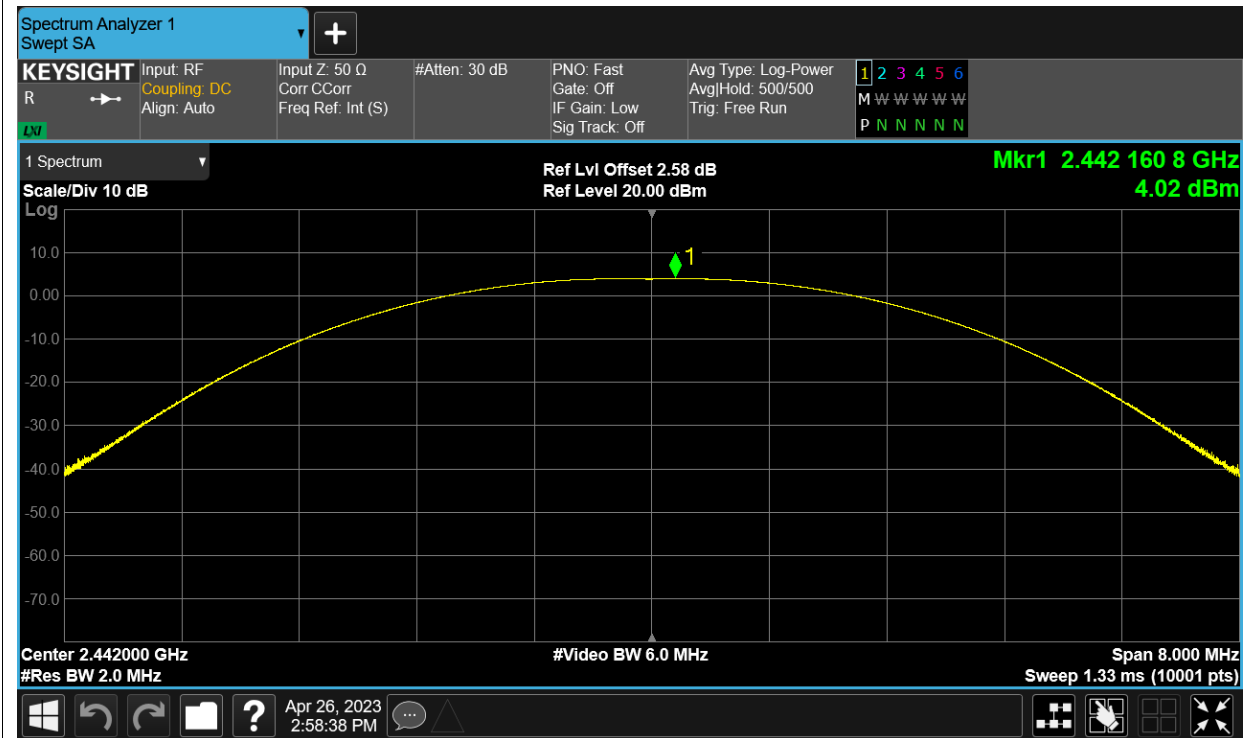 Spectrum Analyzer 1
Swept SA
KEYSIGHT
R
LXI
Input: RF
Coupling: DC
Align: Auto
Input Z: 50 Ω
Corr CCorr
Freq Ref: Int (S)
#Atten: 30 dB
PNO: Fast
Gate: Off
IF Gain: Low
Sig Track: Off
Avg Type: Log-Power
Avg|Hold: 500/500
Trig: Free Run
1 2 3 4 5 6
M W W W W W
P N N N N N
1 Spectrum
Scale/Div 10 dB
Ref Lvl Offset 2.58 dB
Ref Level 20.00 dBm
Mkr1 2.442 160 8 GHz
4.02 dBm
Log
10.0
0.00
-10.0
-20.0
-30.0
-40.0
-50.0
-60.0
-70.0
1
Center 2.442000 GHz
#Res BW 2.0 MHz
#Video BW 6.0 MHz
Span 8.000 MHz
Sweep 1.33 ms (10001 pts)
?
Apr 26, 2023
2:58:38 PM